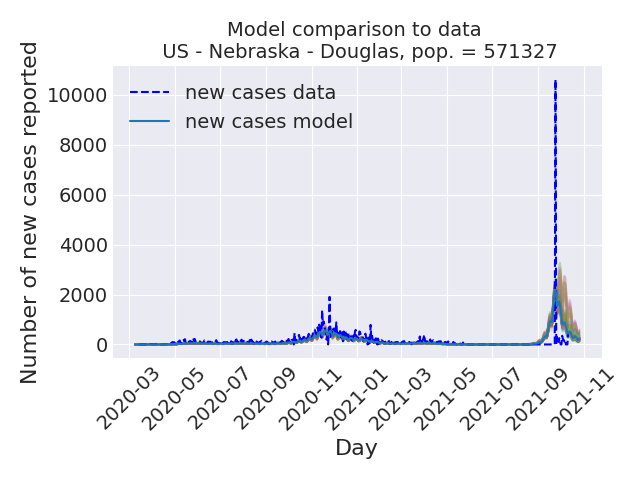 Model comparison to data
US - Nebraska - Douglas, pop. = 571327
Number of new cases reported
10000
8000
6000
4000
2000
0
new cases data
new cases model
2020-03
2020-05
2020-07
2020-09
2020-11
2021-01
2021-03
2021-05
2021-07
2021-09
2021-11
Day